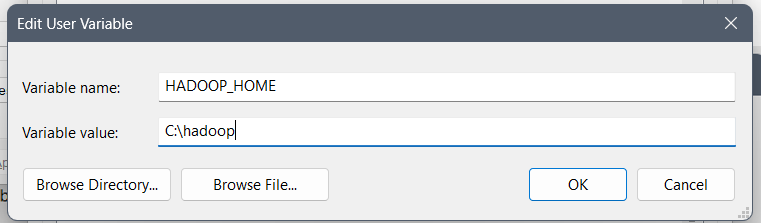 Edit User Variable
Variable name: HADOOP_HOME
Variable value: C:\hadoop
Browse Directory... Browse File... OK Cancel